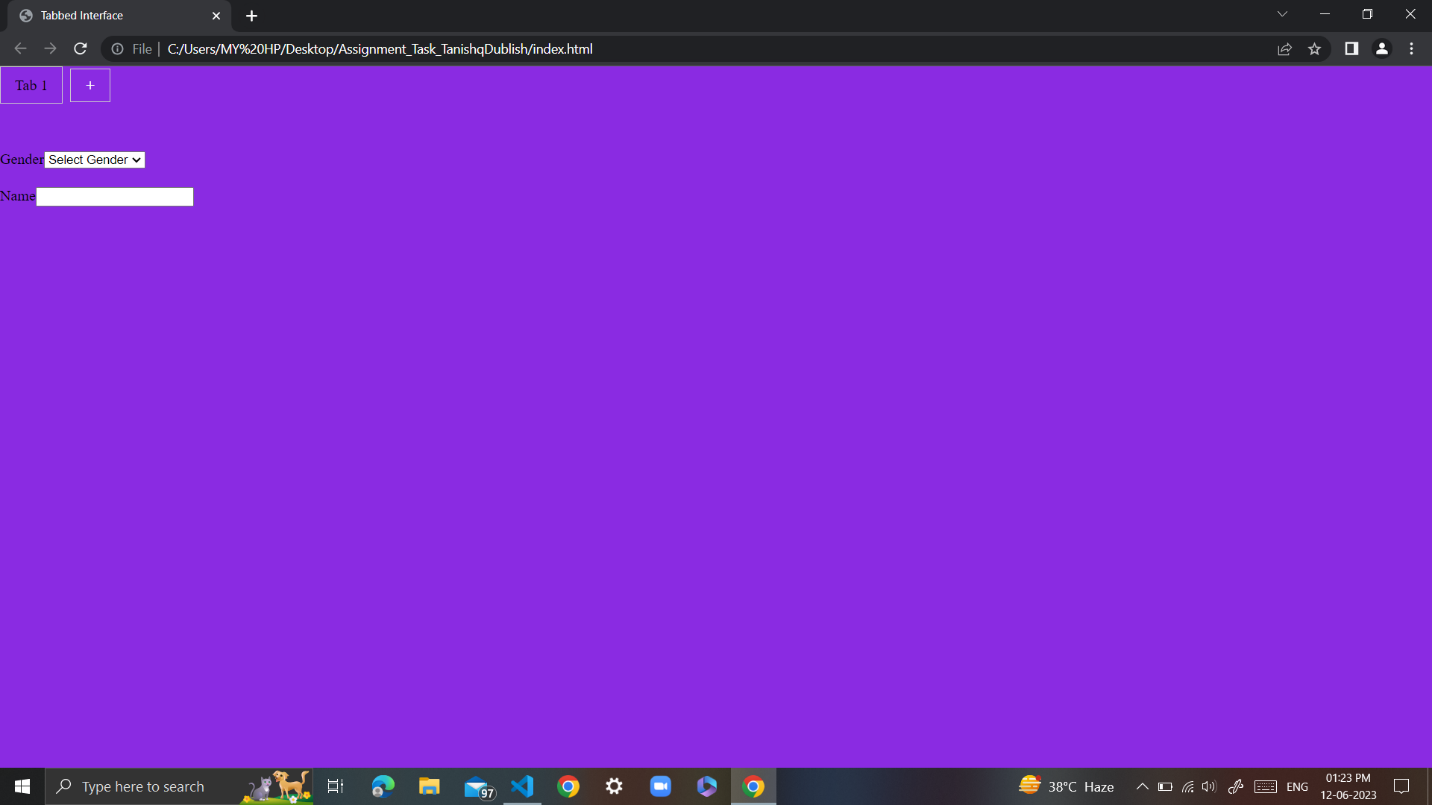 Tabbed Interface
File | C:/Users/MY%20HP/Desktop/Assignment_Task_TanishqDublish/index.html
Tab 1 +
Gender Select Gender
Name
Type here to search 97 38°C Haze ENG 01:23 PM
12-06-2023